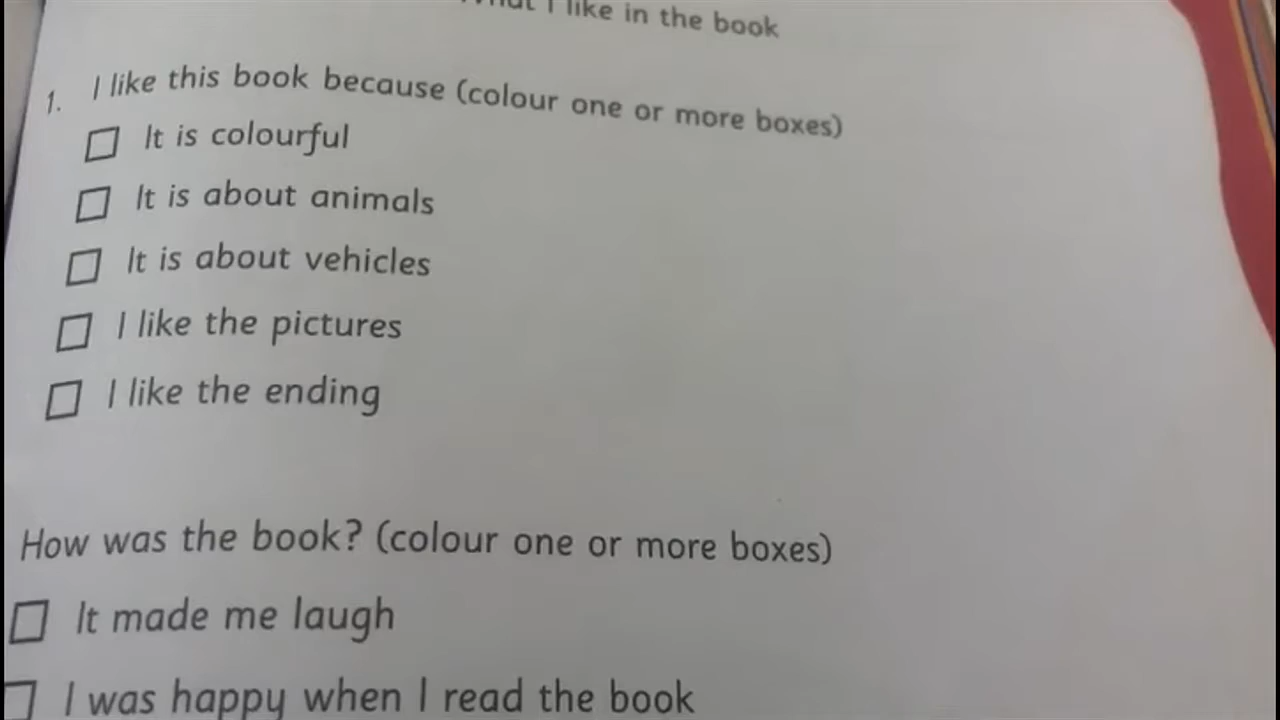 What I like in the book
1. I like this book because (colour one or more boxes)
It is colourful
It is about animals
It is about vehicles
I like the pictures
I like the ending
How was the book? (colour one or more boxes)
It made me laugh
I was happy when I read the book